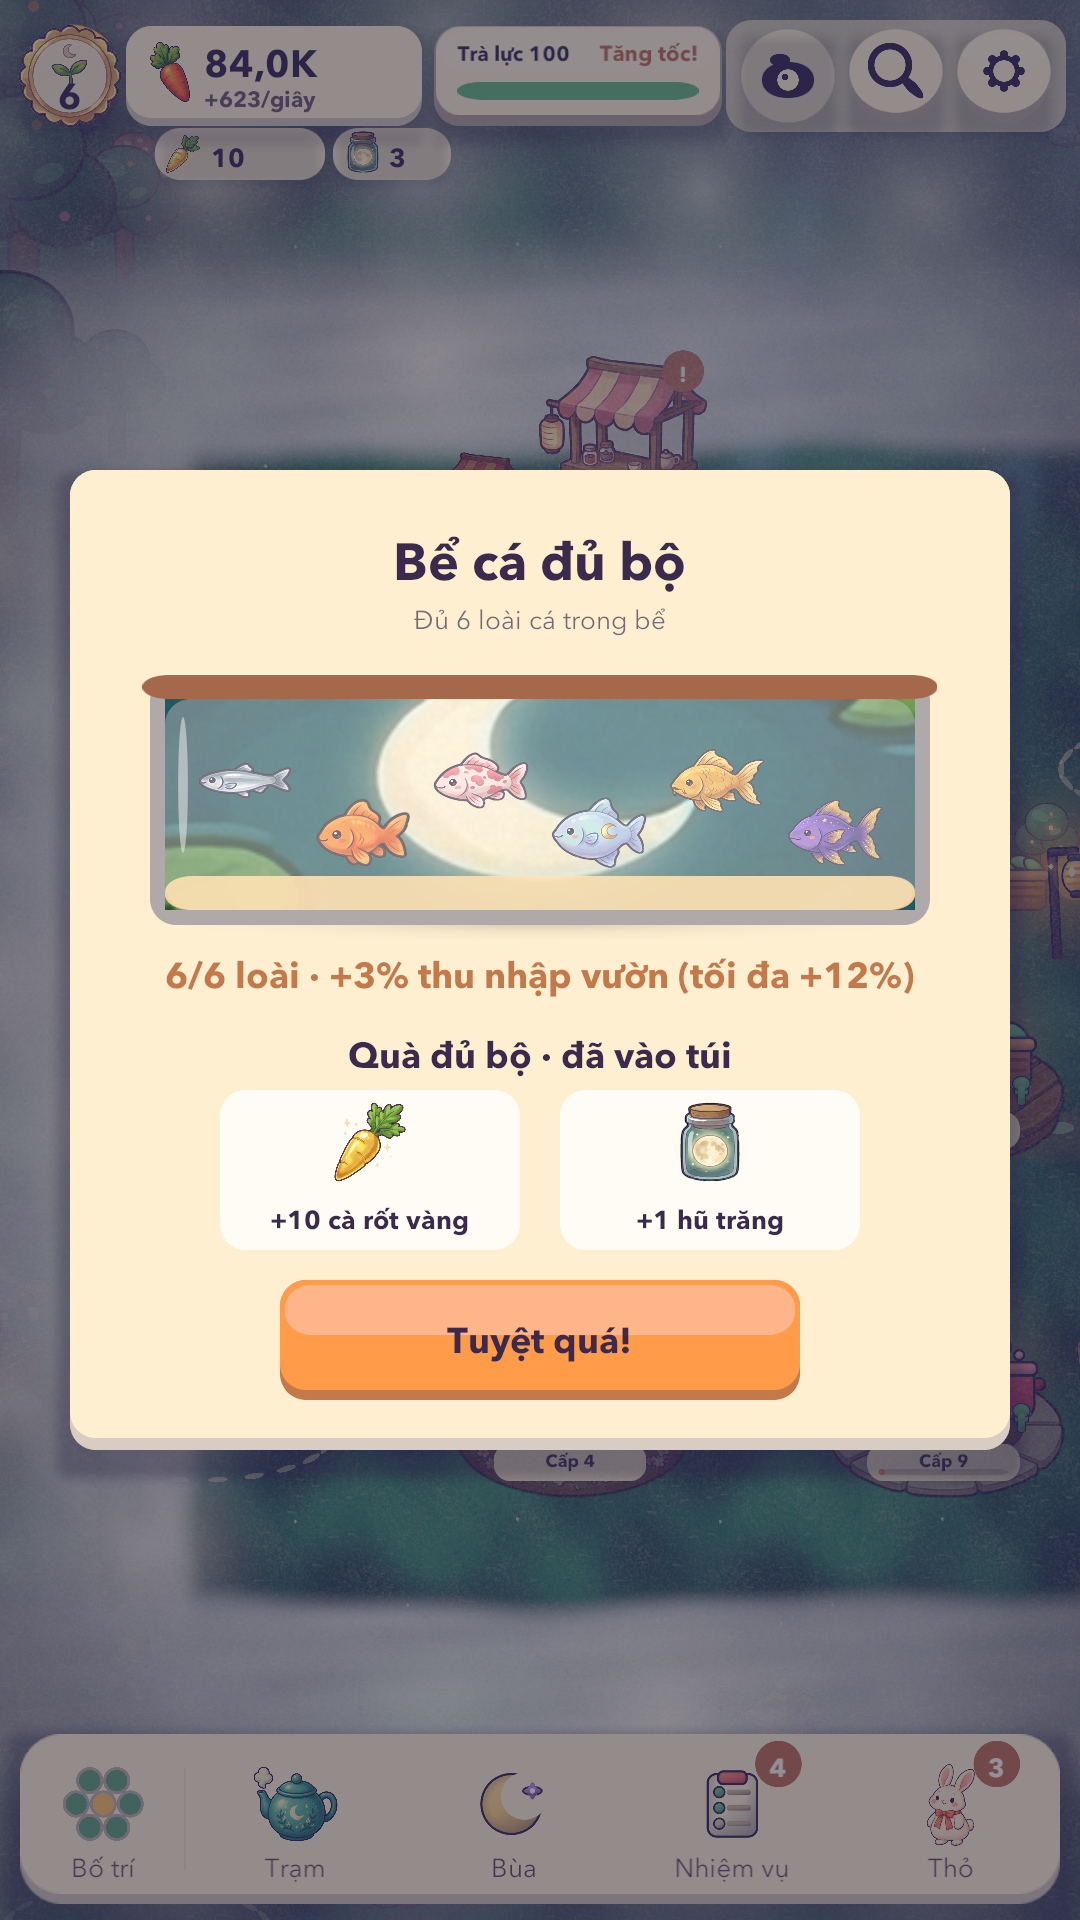 6
84,0K
+623/giây
Trà lực 100
Tăng tốc!
10
3
!
Bể cá đủ bộ
Đủ 6 loài cá trong bể
6/6 loài · +3% thu nhập vườn (tối đa +12%)
Quà đủ bộ · đã vào túi
+10 cà rốt vàng
+1 hũ trăng
Tuyệt quá!
Cấp 4
Cấp 9
4
3
Bố trí
Trạm
Bùa
Nhiệm vụ
Thỏ